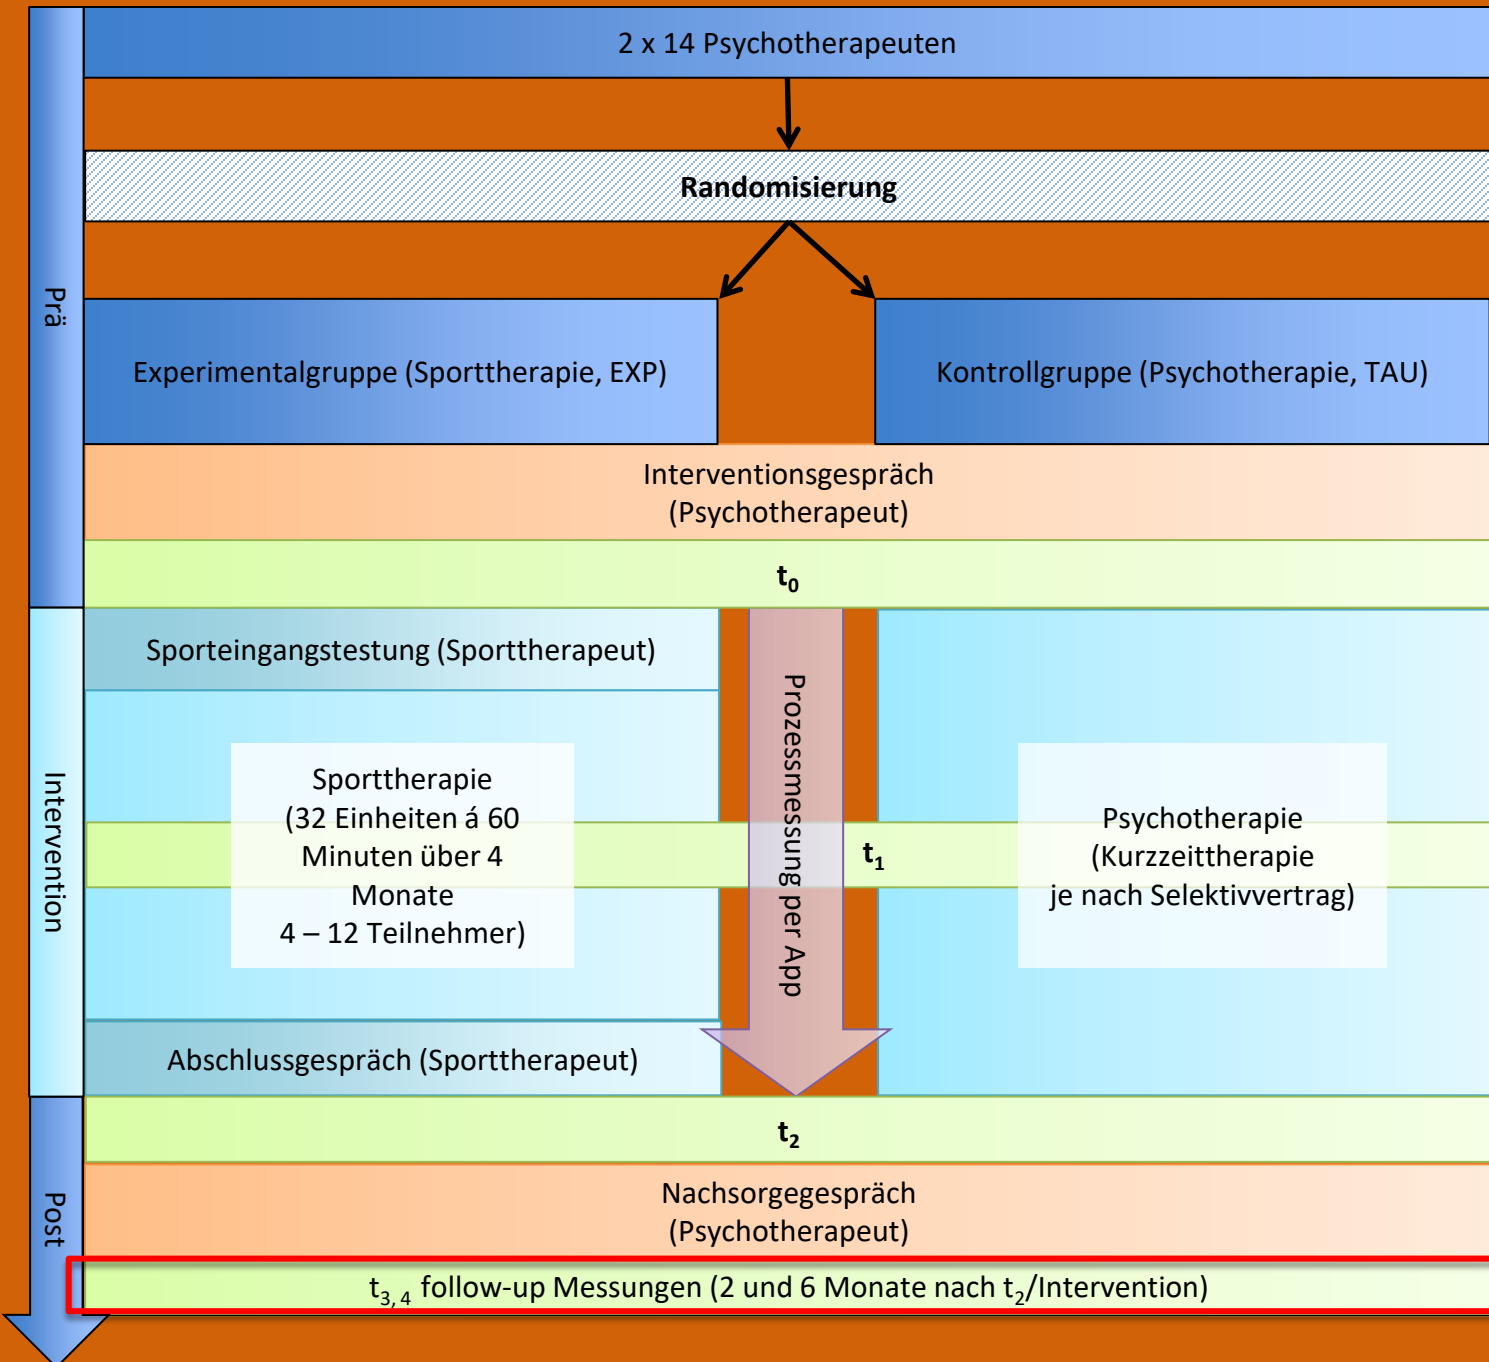 2 x 14 Psychotherapeuten
Randomisierung
Prä
Experimentalgruppe (Sporttherapie, EXP)
Kontrollgruppe (Psychotherapie, TAU)
Interventionsgespräch
(Psychotherapeut)
t0
Intervention
Sporteingangstestung (Sporttherapeut)
Sporttherapie
(32 Einheiten á 60
Minuten über 4
Monate
4 – 12 Teilnehmer)
Prozessmessung per App
t1
Psychotherapie
(Kurzzeittherapie
je nach Selektivvertrag)
Abschlussgespräch (Sporttherapeut)
Post
t2
Nachsorgegespräch
(Psychotherapeut)
t3, 4 follow-up Messungen (2 und 6 Monate nach t2/Intervention)